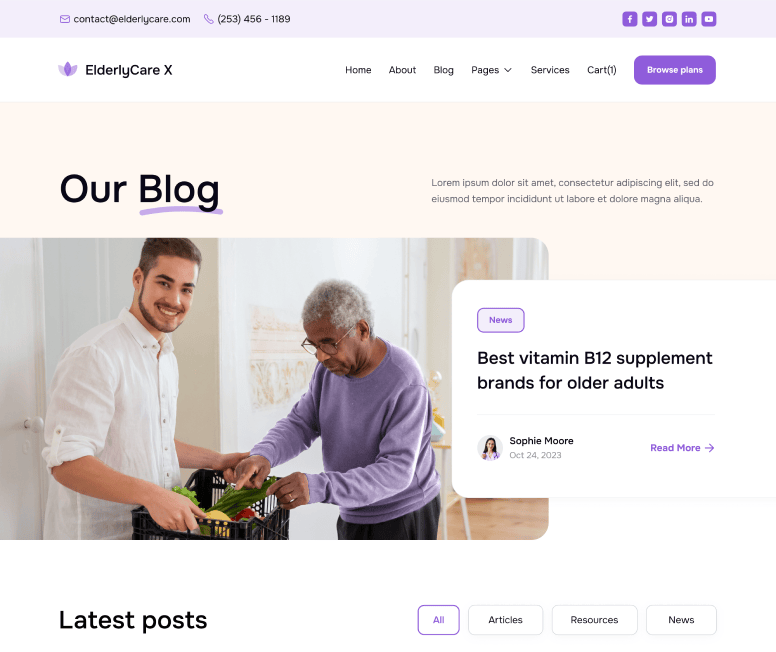 contact@elderlycare.com (253) 456 - 1189
ElderlyCare X Home About Blog Pages Services Cart(1) Browse plans
Our Blog
Lorem ipsum dolor sit amet, consectetur adipiscing elit, sed do
eiusmod tempor incididunt ut labore et dolore magna aliqua.
News
Best vitamin B12 supplement
brands for older adults
Sophie Moore
Oct 24, 2023
Read More
Latest posts All Articles Resources News